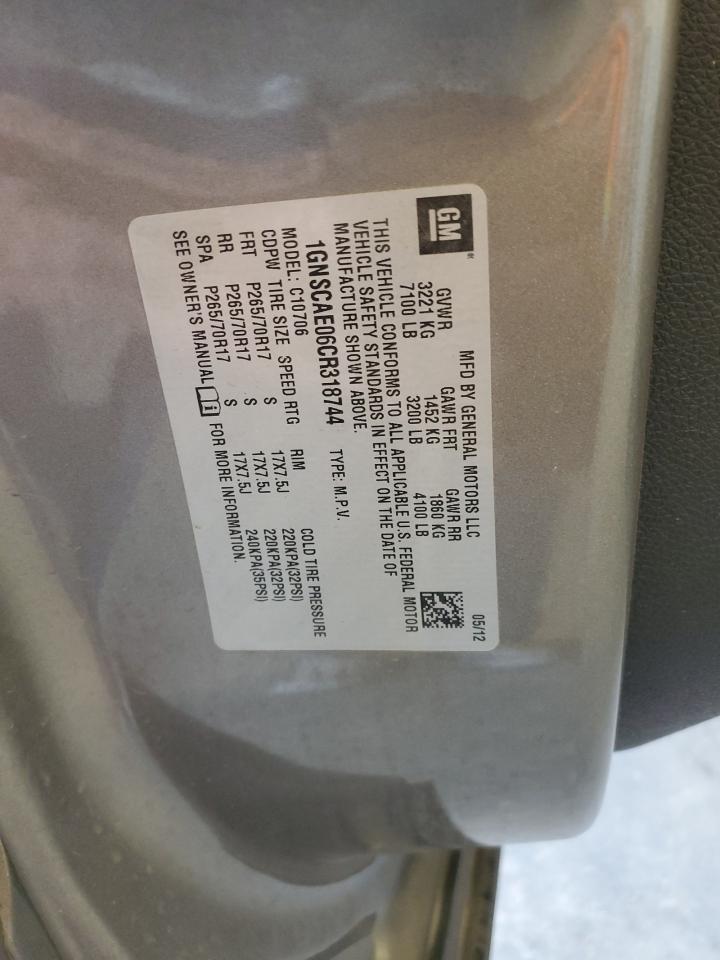 GM
MFD BY GENERAL MOTORS LLC 05/12
GVWR GAWR FRT GAWR RR
3221 KG 1452 KG 1860 KG
7100 LB 3200 LB 4100 LB
THIS VEHICLE CONFORMS TO ALL APPLICABLE U.S. FEDERAL MOTOR
VEHICLE SAFETY STANDARDS IN EFFECT ON THE DATE OF
MANUFACTURE SHOWN ABOVE.
1GNSCAE06CR318744 TYPE: M.P.V.
MODEL: C10706
CDPW TIRE SIZE SPEED RTG RIM COLD TIRE PRESSURE
FRT P265/70R17 S 17X7.5J 220KPA(32PSI)
RR P265/70R17 S 17X7.5J 220KPA(32PSI)
SPA P265/70R17 S 17X7.5J 240KPA(35PSI)
SEE OWNER'S MANUAL FOR MORE INFORMATION.